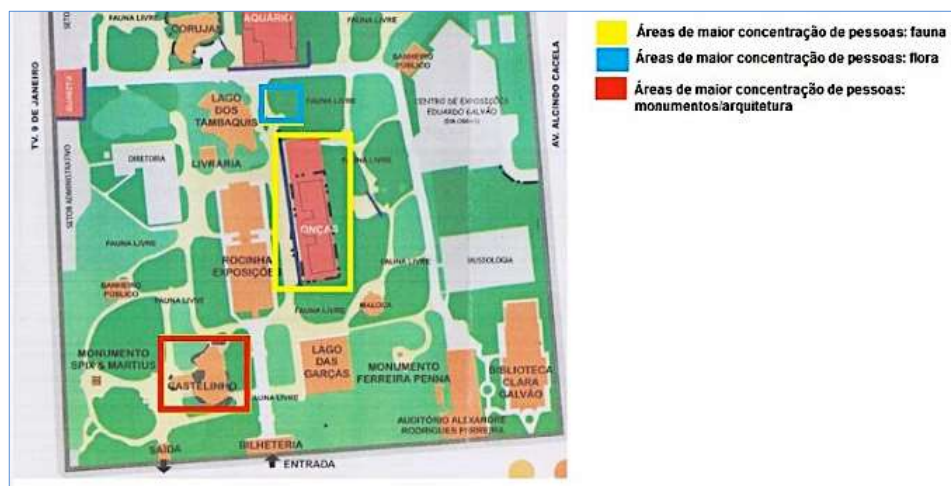 FAUNA LIVRE
FAUNA LIVRE
AQUÁRIO
CORUJAS
BANHEIRO
PÚBLICO
TV. 9 DE JANEIRO
LAGO
DOS
TAMBAQUIS
FAUNA LIVRE
CENTRO DE EXPOSIÇÕES
EDUARDO GALVÃO
AV. ALCINDO CACELA
DIRETORIA
LIVRARIA
FAUNA LIVRE
SETOR ADMINISTRATIVO
ONÇAS
FAUNA LIVRE
ROCINHA
EXPOSIÇÕES
FAUNA LIVRE
MUSEOLOGIA
BANHEIRO
PÚBLICO
FAUNA LIVRE
FAUNA LIVRE
MALOCA
MONUMENTO
SPIX & MARTIUS
CASTELINHO
LAGO
DAS
GARÇAS
MONUMENTO
FERREIRA PENNA
BIBLIOTECA
CLARA
GALVÃO
AUNA LIVRE
AUDITÓRIO ALEXANDRE
RODRIGUES FERREIRA
SAÍDA
BILHETERIA
ENTRADA
Áreas de maior concentração de pessoas: fauna
Áreas de maior concentração de pessoas: flora
Áreas de maior concentração de pessoas:
monumentos/arquitetura